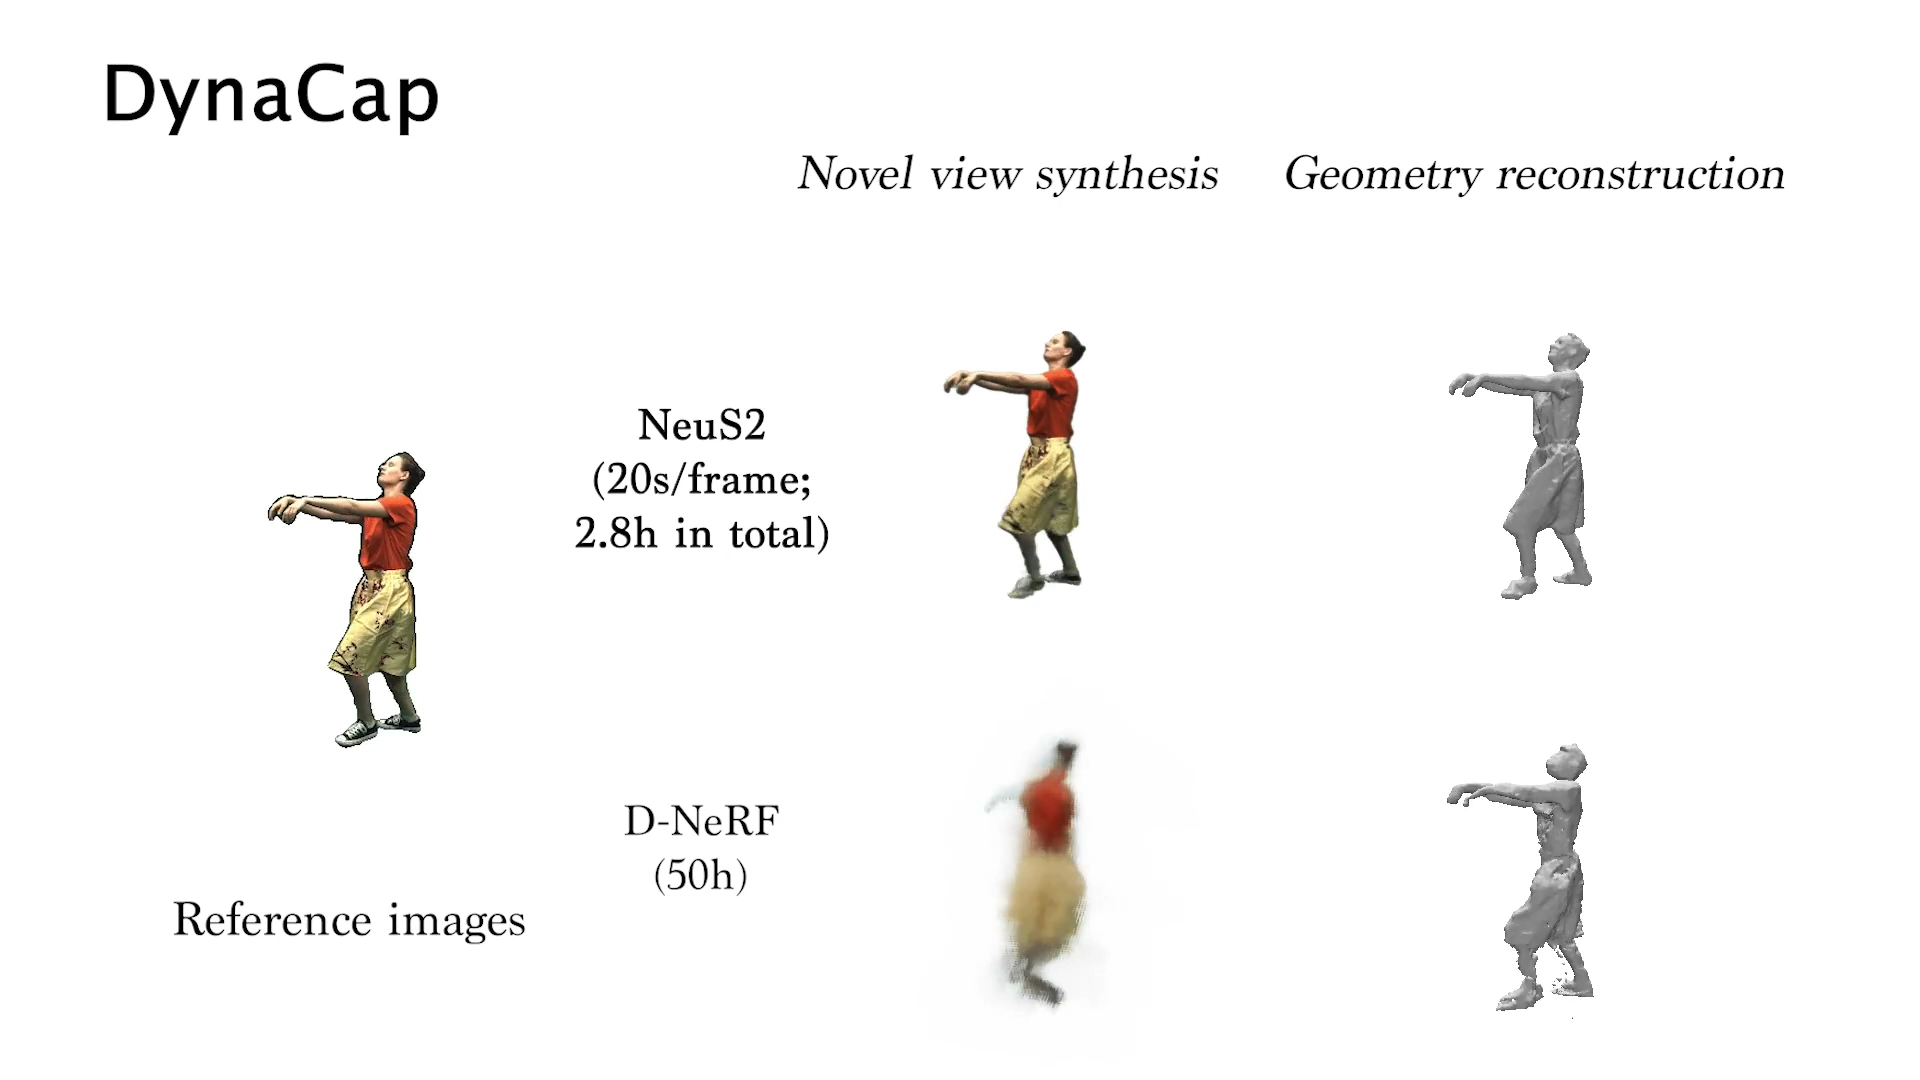 DynaCap
Novel view synthesis
Geometry reconstruction
NeuS2
(20s/frame;
2.8h in total)
D-NeRF
(50h)
Reference images